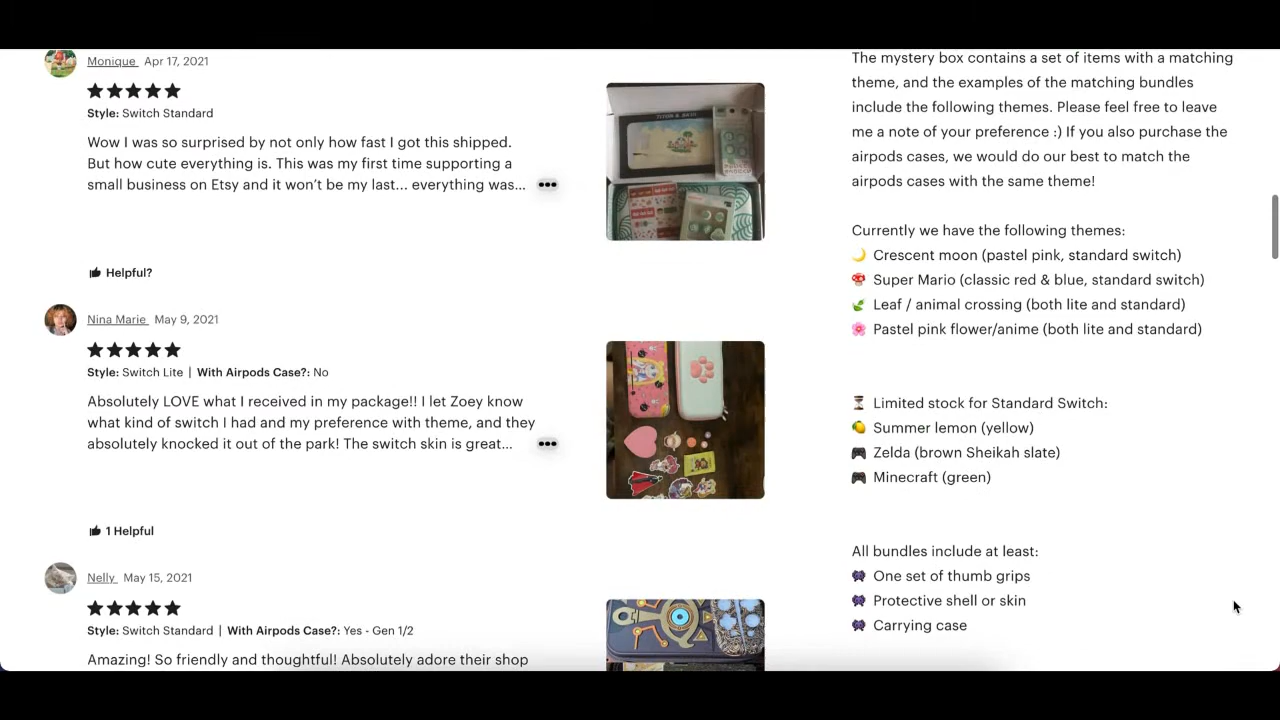 Monique Apr 17, 2021
Style: Switch Standard
Wow I was so surprised by not only how fast I got this shipped.
But how cute everything is. This was my first time supporting a
small business on Etsy and it won't be my last... everything was...
Helpful?
Nina Marie May 9, 2021
Style: Switch Lite | With Airpods Case?: No
Absolutely LOVE what I received in my package!! I let Zoey know
what kind of switch I had and my preference with theme, and they
absolutely knocked it out of the park! The switch skin is great...
1 Helpful
Nelly May 15, 2021
Style: Switch Standard | With Airpods Case?: Yes - Gen 1/2
Amazing! So friendly and thoughtful! Absolutely adore their shop
The mystery box contains a set of items with a matching
theme, and the examples of the matching bundles
include the following themes. Please feel free to leave
me a note of your preference :) If you also purchase the
airpods cases, we would do our best to match the
airpods cases with the same theme!
Currently we have the following themes:
🌙 Crescent moon (pastel pink, standard switch)
🍄 Super Mario (classic red & blue, standard switch)
🍃 Leaf / animal crossing (both lite and standard)
🌸 Pastel pink flower/anime (both lite and standard)
⏳ Limited stock for Standard Switch:
🍋 Summer lemon (yellow)
🎮 Zelda (brown Sheikah slate)
🎮 Minecraft (green)
All bundles include at least:
One set of thumb grips
Protective shell or skin
Carrying case